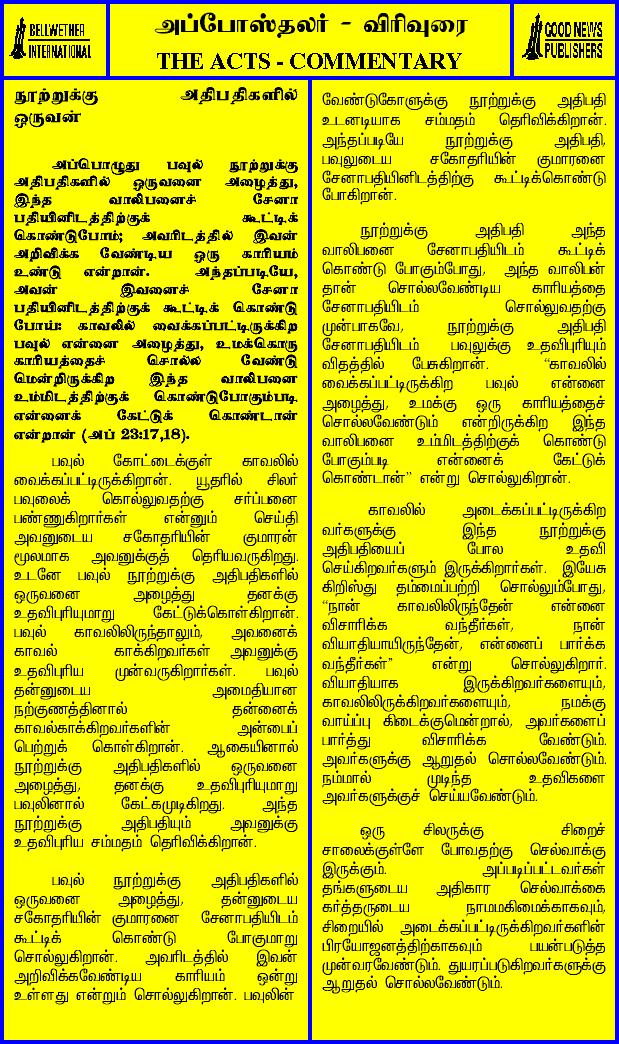 BELLWETHER
INTERNATIONAL
அப்போஸ்தலர் - விரிவுரை
THE ACTS - COMMENTARY
GOOD NEWS
PUBLISHERS
நூற்றுக்கு அதிபதிகளில்
ஒருவன்
அப்பொழுது பவுல் நூற்றுக்கு
அதிபதிகளில் ஒருவனை அழைத்து,
இந்த வாலிபனைச் சேனா
பதியினிடத்திற்குக் கூட்டிக்
கொண்டுபோம்; அவரிடத்தில் இவன்
அறிவிக்க வேண்டிய ஒரு காரியம்
உண்டு என்றான். அந்தப்படியே,
அவன் இவனைச் சேனா
பதியினிடத்திற்குக் கூட்டிக் கொண்டு
போய்: காவலில் வைக்கப்பட்டிருக்கிற
பவுல் என்னை அழைத்து, உமக்கொரு
காரியத்தைச் சொல்ல வேண்டு
மென்றிருக்கிற இந்த வாலிபனை
உம்மிடத்திற்குக் கொண்டுபோகும்படி
என்னைக் கேட்டுக் கொண்டான்
என்றான் (அப் 23:17,18).
பவுல் கோட்டைக்குள் காவலில்
வைக்கப்பட்டிருக்கிறான். யூதரில் சிலர்
பவுலைக் கொல்லுவதற்கு சர்ப்பனை
பண்ணுகிறார்கள் என்னும் செய்தி
அவனுடைய சகோதரியின் குமாரன்
மூலமாக அவனுக்குத் தெரியவருகிறது.
உடனே பவுல் நூற்றுக்கு அதிபதிகளில்
ஒருவனை அழைத்து தனக்கு
உதவிபுரியுமாறு கேட்டுக்கொள்கிறான்.
பவுல் காவலிலிருந்தாலும், அவனைக்
காவல் காக்கிறவர்கள் அவனுக்கு
உதவிபுரிய முன்வருகிறார்கள். பவுல்
தன்னுடைய அமைதியான
நற்குணத்தினால் தன்னைக்
காவல்காக்கிறவர்களின் அன்பைப்
பெற்றுக் கொள்கிறான். ஆகையினால்
நூற்றுக்கு அதிபதிகளில் ஒருவனை
அழைத்து, தனக்கு உதவிபுரியுமாறு
பவுலினால் கேட்கமுடிகிறது. அந்த
நூற்றுக்கு அதிபதியும் அவனுக்கு
உதவிபுரிய சம்மதம் தெரிவிக்கிறான்.
பவுல் நூற்றுக்கு அதிபதிகளில்
ஒருவனை அழைத்து, தன்னுடைய
சகோதரியின் குமாரனை சேனாபதியிடம்
கூட்டிக் கொண்டு போகுமாறு
சொல்லுகிறான். அவரிடத்தில் இவன்
அறிவிக்கவேண்டிய காரியம் ஒன்று
உள்ளது என்றும் சொல்லுகிறான். பவுலின்
வேண்டுகோளுக்கு நூற்றுக்கு அதிபதி
உடனடியாக சம்மதம் தெரிவிக்கிறான்.
அந்தப்படியே நூற்றுக்கு அதிபதி,
பவுலுடைய சகோதரியின் குமாரனை
சேனாபதியினிடத்திற்கு கூட்டிக்கொண்டு
போகிறான்.
நூற்றுக்கு அதிபதி அந்த
வாலிபனை சேனாபதியிடம் கூட்டிக்
கொண்டு போகும்போது, அந்த வாலிபன்
தான் சொல்லவேண்டிய காரியத்தை
சேனாபதியிடம் சொல்லுவதற்கு
முன்பாகவே, நூற்றுக்கு அதிபதி
சேனாபதியிடம் பவுலுக்கு உதவிபுரியும்
விதத்தில் பேசுகிறான். “காவலில்
வைக்கப்பட்டிருக்கிற பவுல் என்னை
அழைத்து, உமக்கு ஒரு காரியத்தைச்
சொல்லவேண்டும் என்றிருக்கிற இந்த
வாலிபனை உம்மிடத்திற்குக் கொண்டு
போகும்படி என்னைக் கேட்டுக்
கொண்டான்” என்று சொல்லுகிறான்.
காவலில் அடைக்கப்பட்டிருக்கிற
வர்களுக்கு இந்த நூற்றுக்கு
அதிபதியைப் போல உதவி
செய்கிறவர்களும் இருக்கிறார்கள். இயேசு
கிறிஸ்து தம்மைப்பற்றி சொல்லும்போது,
“நான் காவலிலிருந்தேன் என்னை
விசாரிக்க வந்தீர்கள், நான்
வியாதியாயிருந்தேன், என்னைப் பார்க்க
வந்தீர்கள்” என்று சொல்லுகிறார்.
வியாதியாக இருக்கிறவர்களையும்,
காவலிலிருக்கிறவர்களையும், நமக்கு
வாய்ப்பு கிடைக்குமென்றால், அவர்களைப்
பார்த்து விசாரிக்க வேண்டும்.
அவர்களுக்கு ஆறுதல் சொல்லவேண்டும்.
நம்மால் முடிந்த உதவிகளை
அவர்களுக்குச் செய்யவேண்டும்.
ஒரு சிலருக்கு சிறைச்
சாலைக்குள்ளே போவதற்கு செல்வாக்கு
இருக்கும். அப்படிப்பட்டவர்கள்
தங்களுடைய அதிகார செல்வாக்கை
கர்த்தருடைய நாமமகிமைக்காகவும்,
சிறையில் அடைக்கப்பட்டிருக்கிறவர்களின்
பிரயோஜனத்திற்காகவும் பயன்படுத்த
முன்வரவேண்டும். துயரப்படுகிறவர்களுக்கு
ஆறுதல் சொல்லவேண்டும்.